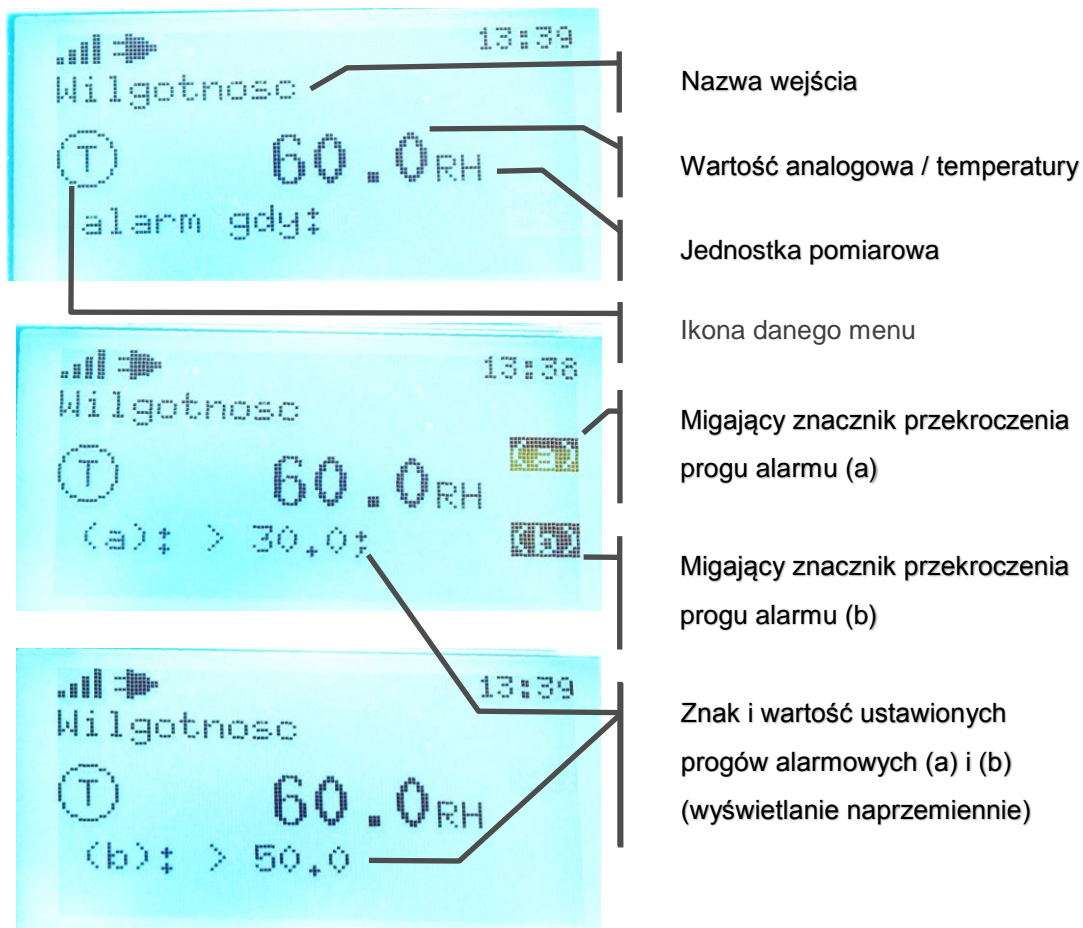 13:39
Wilgotnosc
T
60.0RH
alarm gdy:
Nazwa wejścia
Wartość analogowa / temperatury
Jednostka pomiarowa
Ikona danego menu
13:38
Wilgotnosc
(a)
T
60.0RH
(a): > 30.0;
(b)
Migający znacznik przekroczenia
progu alarmu (a)
Migający znacznik przekroczenia
progu alarmu (b)
13:39
Wilgotnosc
T
60.0RH
(b): > 50.0
Znak i wartość ustawionych
progów alarmowych (a) i (b)
(wyświetlanie naprzemiennie)